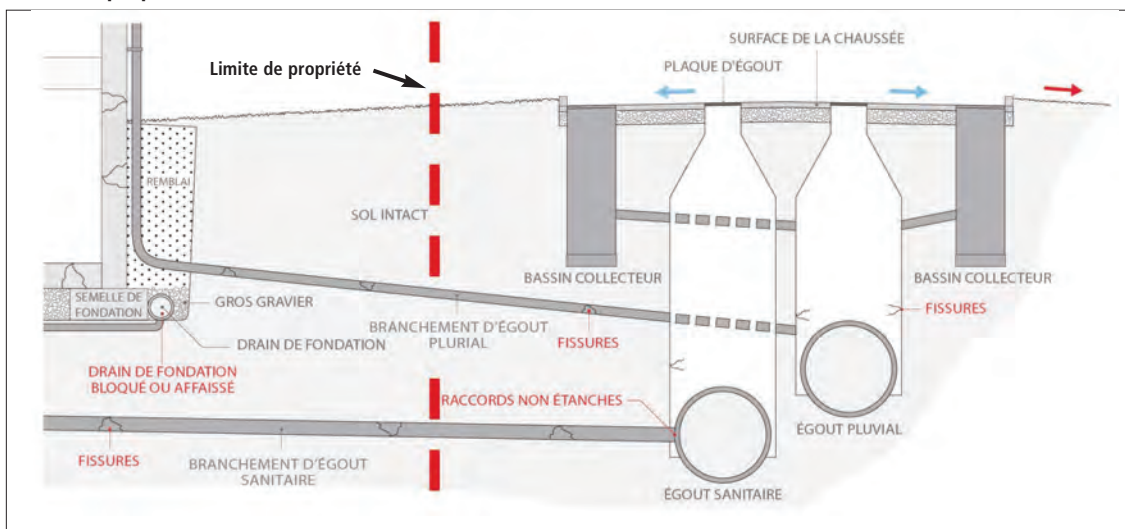 SURFACE DE LA CHAUSSÉE
PLAQUE D'ÉGOUT
Limite de propriété
REMBLAI
SOL INTACT
BASSIN COLLECTEUR
BASSIN COLLECTEUR
SEMELLE DE
FONDATION
GROS GRAVIER
FISSURES
BRANCHEMENT D'ÉGOUT
PLURIAL
FISSURES
DRAIN DE FONDATION
DRAIN DE FONDATION
BLOQUÉ OU AFFAISSÉ
RACCORDS NON ÉTANCHES
ÉGOUT PLUVIAL
FISSURES
BRANCHEMENT D'ÉGOUT
SANITAIRE
ÉGOUT SANITAIRE